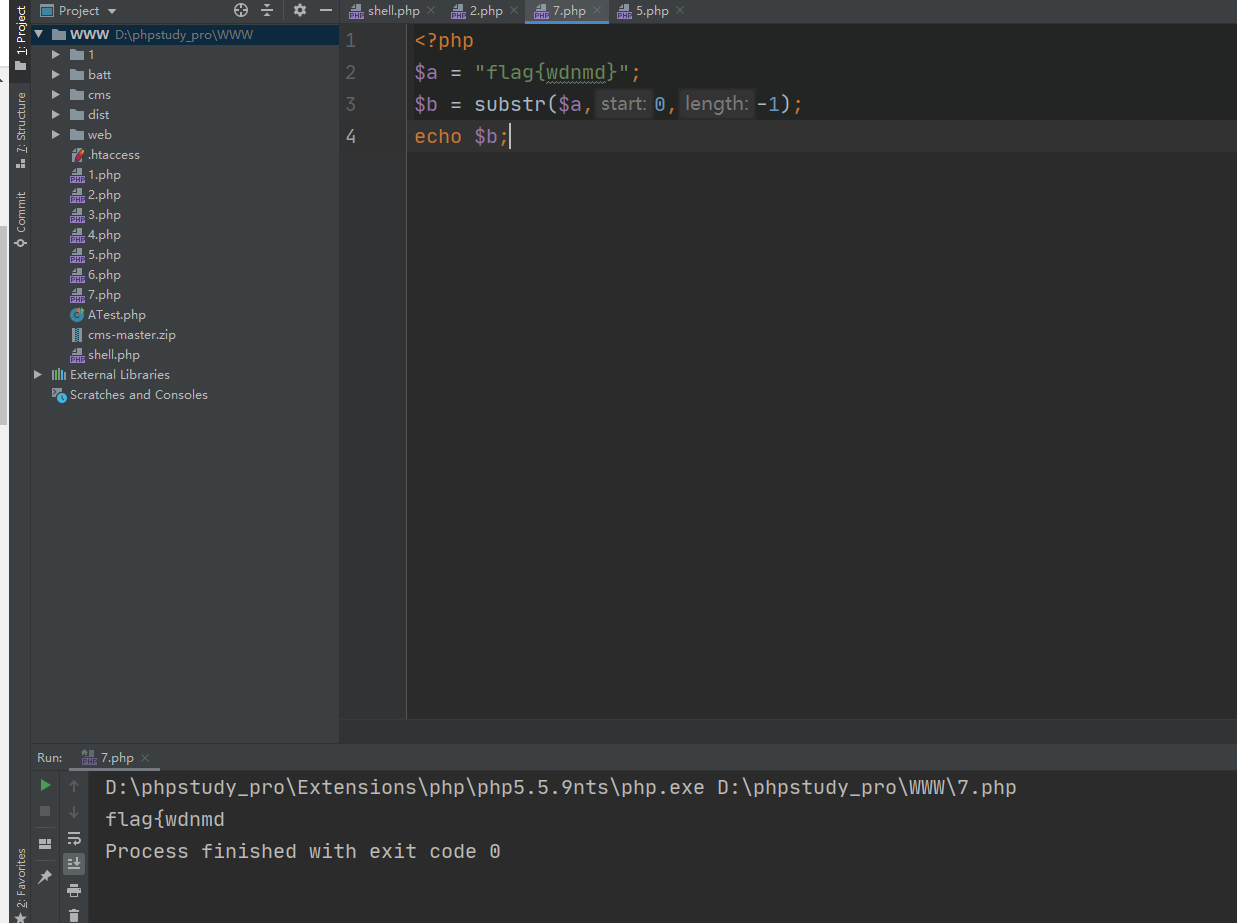 1: Project
Project
shell.php
2.php
7.php
5.php
WWW D:\phpstudy_pro\WWW
1
batt
cms
dist
web
.htaccess
1.php
2.php
3.php
4.php
5.php
6.php
7.php
ATest.php
cms-master.zip
shell.php
External Libraries
Scratches and Consoles
7: Structure
Commit
2: Favorites
1 <?php
2 $a = "flag{wdnmd}";
3 $b = substr($a, start: 0, length: -1);
4 echo $b;
Run: 7.php
D:\phpstudy_pro\Extensions\php\php5.5.9nts\php.exe D:\phpstudy_pro\WWW\7.php
flag{wdnmd
Process finished with exit code 0